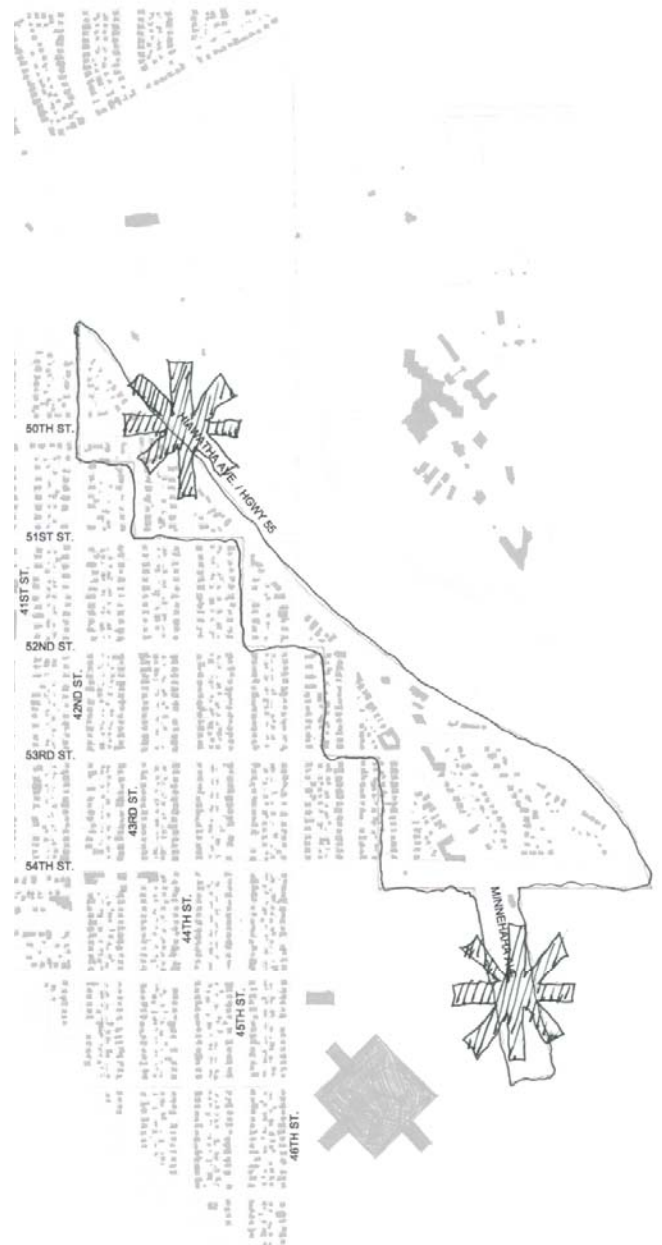 50TH ST.
HIAWATHA AVE. / HGWY 55
51ST ST.
41ST ST.
52ND ST.
42ND ST.
53RD ST.
43RD ST.
54TH ST.
MINNEHAHA AVE.
44TH ST.
45TH ST.
46TH ST.